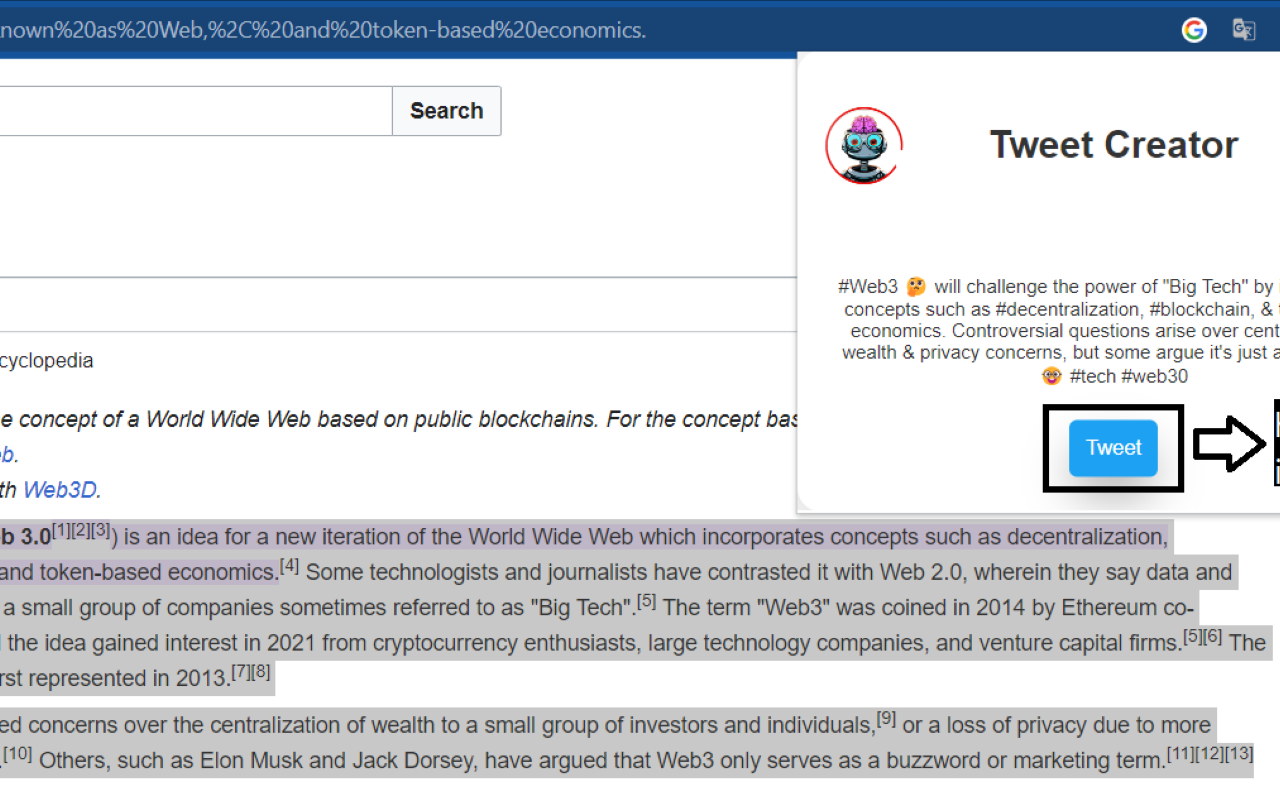 nown%20as%20Web,%2C%20and%20token-based%20economics.
Search
Tweet Creator
#Web3 🤔 will challenge the power of "Big Tech" by
concepts such as #decentralization, #blockchain, &
economics. Controversial questions arise over cent
wealth & privacy concerns, but some argue it's just a
🤓 #tech #web30
Tweet
cyclopedia
e concept of a World Wide Web based on public blockchains. For the concept bas
b.
th Web3D.
b 3.0[1][2][3]) is an idea for a new iteration of the World Wide Web which incorporates concepts such as decentralization,
and token-based economics.[4] Some technologists and journalists have contrasted it with Web 2.0, wherein they say data and
a small group of companies sometimes referred to as "Big Tech".[5] The term "Web3" was coined in 2014 by Ethereum co-
the idea gained interest in 2021 from cryptocurrency enthusiasts, large technology companies, and venture capital firms.[5][6] The
rst represented in 2013.[7][8]
ed concerns over the centralization of wealth to a small group of investors and individuals,[9] or a loss of privacy due to more
.[10] Others, such as Elon Musk and Jack Dorsey, have argued that Web3 only serves as a buzzword or marketing term.[11][12][13]